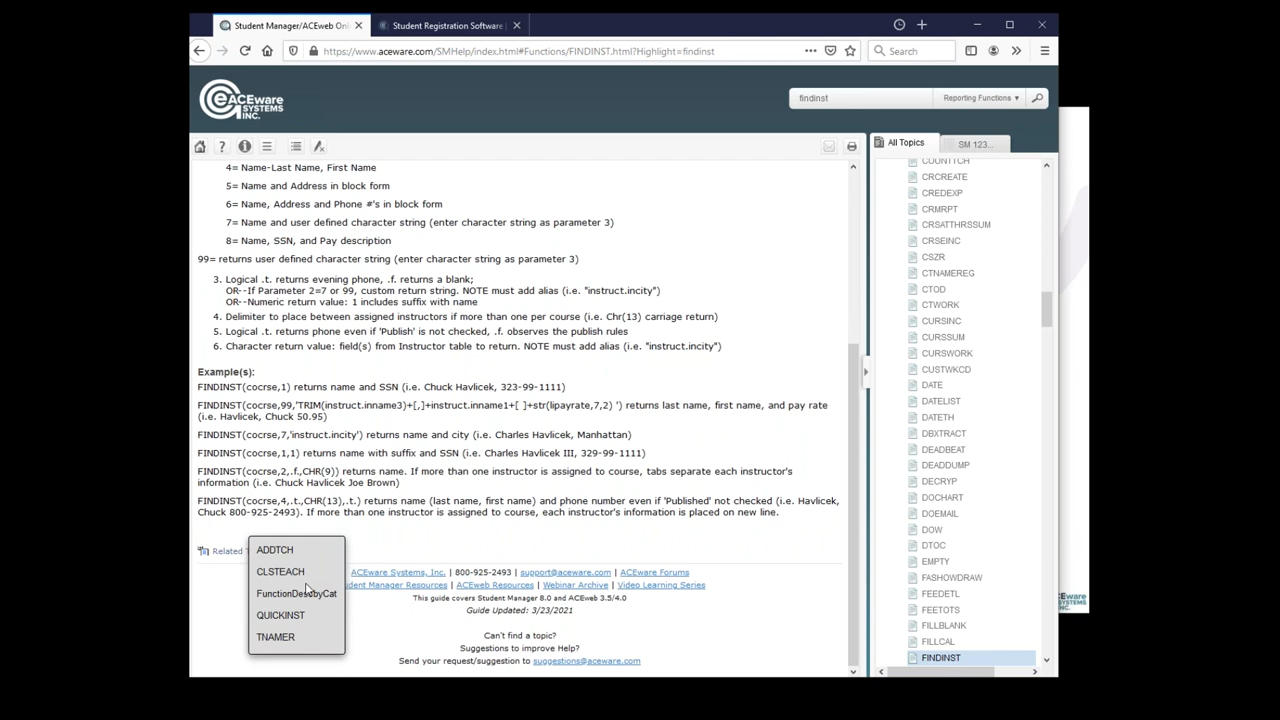 Student Manager/ACEweb Onl
Student Registration Software
https://www.aceware.com/SMHelp/index.html#Functions/FINDINST.html?Highlight=findinst
Search
ACEware
SYSTEMS
INC.
findinst
Reporting Functions
All Topics
SM 123...
4= Name-Last Name, First Name
5= Name and Address in block form
6= Name, Address and Phone #'s in block form
7= Name and user defined character string (enter character string as parameter 3)
8= Name, SSN, and Pay description
99= returns user defined character string (enter character string as parameter 3)
3. Logical .t. returns evening phone, .f. returns a blank;
OR--If Parameter 2=7 or 99, custom return string. NOTE must add alias (i.e. "instruct.incity")
OR--Numeric return value: 1 includes suffix with name
4. Delimiter to place between assigned instructors if more than one per course (i.e. Chr(13) carriage return)
5. Logical .t. returns phone even if 'Publish' is not checked, .f. observes the publish rules
6. Character return value: field(s) from Instructor table to return. NOTE must add alias (i.e. "instruct.incity")
Example(s):
FINDINST(cocrse,1) returns name and SSN (i.e. Chuck Havlicek, 323-99-1111)
FINDINST(cocrse,99,'TRIM(instruct.inname3)+[,]+instruct.inname1+[ ]+str(lipayrate,7,2) ') returns last name, first name, and pay rate
(i.e. Havlicek, Chuck 50.95)
FINDINST(cocrse,7,'instruct.incity') returns name and city (i.e. Charles Havlicek, Manhattan)
FINDINST(cocrse,1,1) returns name with suffix and SSN (i.e. Charles Havlicek III, 329-99-1111)
FINDINST(cocrse,2,.f.,CHR(9)) returns name. If more than one instructor is assigned to course, tabs separate each instructor's
information (i.e. Chuck Havlicek Joe Brown)
FINDINST(cocrse,4,.t.,CHR(13),.t.) returns name (last name, first name) and phone number even if 'Published' not checked (i.e. Havlicek,
Chuck 800-925-2493). If more than one instructor is assigned to course, each instructor's information is placed on new line.
Related
ADDTCH
CLSTEACH
FunctionDescbyCat
QUICKINST
TNAMER
ACEware Systems, Inc. | 800-925-2493 | support@aceware.com | ACEware Forums
udent Manager Resources | ACEweb Resources | Webinar Archive | Video Learning Series
This guide covers Student Manager 8.0 and ACEweb 3.5/4.0
Guide Updated: 3/23/2021
Can't find a topic?
Suggestions to improve Help?
Send your request/suggestion to suggestions@aceware.com
COUNTTCH
CRCREATE
CREDEXP
CRMRPT
CRSATTHRSSUM
CRSEINC
CSZR
CTNAMEREG
CTOD
CTWORK
CURSINC
CURSSUM
CURSWORK
CUSTWKCD
DATE
DATELIST
DATETH
DBXTRACT
DEADBEAT
DEADDUMP
DECRYP
DOCHART
DOEMAIL
DOW
DTOC
EMPTY
FASHOWDRAW
FEEDETL
FEETOTS
FILLBLANK
FILLCAL
FINDINST